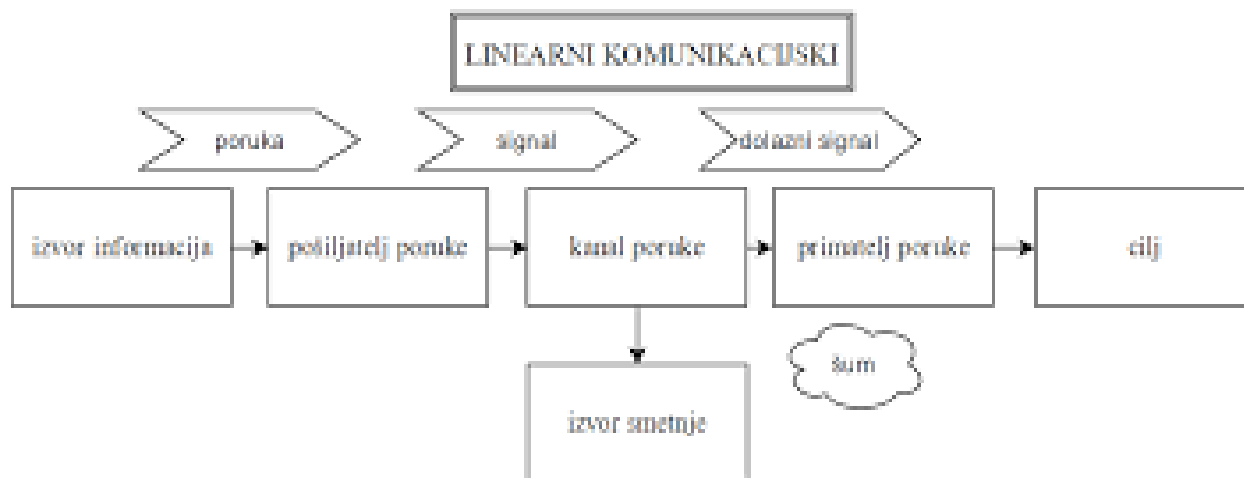 LINEARNI KOMUNIKACIJSKI
poruka
signal
dolazni signal
izvor informacija
pošiljatelj poruke
kanal poruke
primatelj poruke
cilj
šum
izvor smetnje